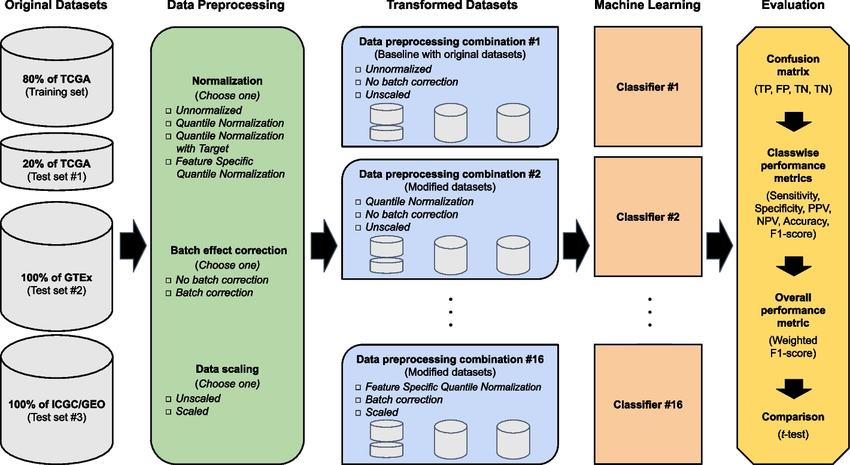 Original Datasets
80% of TCGA
(Training set)
20% of TCGA
(Test set #1)
100% of GTEx
(Test set #2)
100% of ICGC/GEO
(Test set #3)
Data Preprocessing
Normalization
(Choose one)
Unnormalized
Quantile Normalization
Quantile Normalization
with Target
Feature Specific
Quantile Normalization
Batch effect correction
(Choose one)
No batch correction
Batch correction
Data scaling
(Choose one)
Unscaled
Scaled
Transformed Datasets
Data preprocessing combination #1
(Baseline with original datasets)
Unnormalized
No batch correction
Unscaled
Data preprocessing combination #2
(Modified datasets)
Quantile Normalization
No batch correction
Unscaled
Data preprocessing combination #16
(Modified datasets)
Feature Specific Quantile Normalization
Batch correction
Scaled
Machine Learning
Classifier #1
Classifier #2
Classifier #16
Evaluation
Confusion
matrix
(TP, FP, TN, TN)
Classwise
performance
metrics
(Sensitivity,
Specificity, PPV,
NPV, Accuracy,
F1-score)
Overall
performance
metric
(Weighted
F1-score)
Comparison
(t-test)